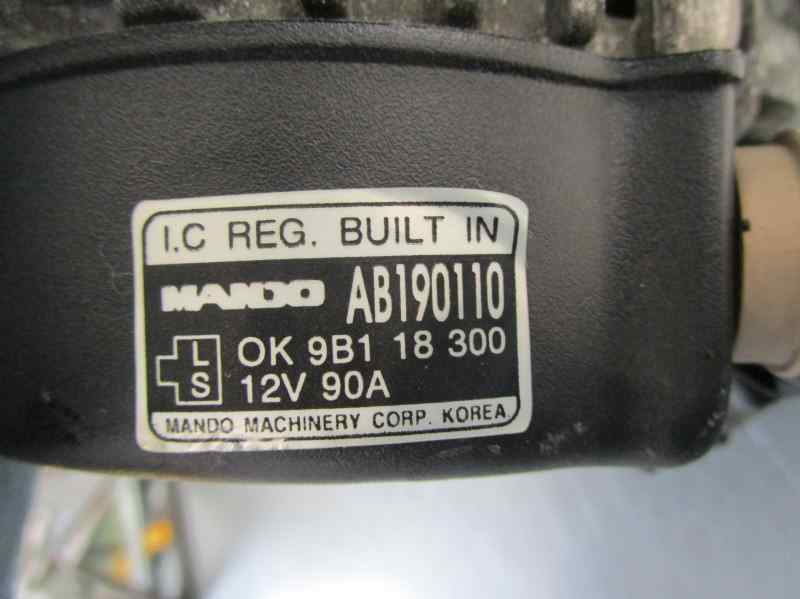 I.C REG. BUILT IN
MANDO AB190110
L OK 9B1 18 300
S 12V 90A
MANDO MACHINERY CORP. KOREA.